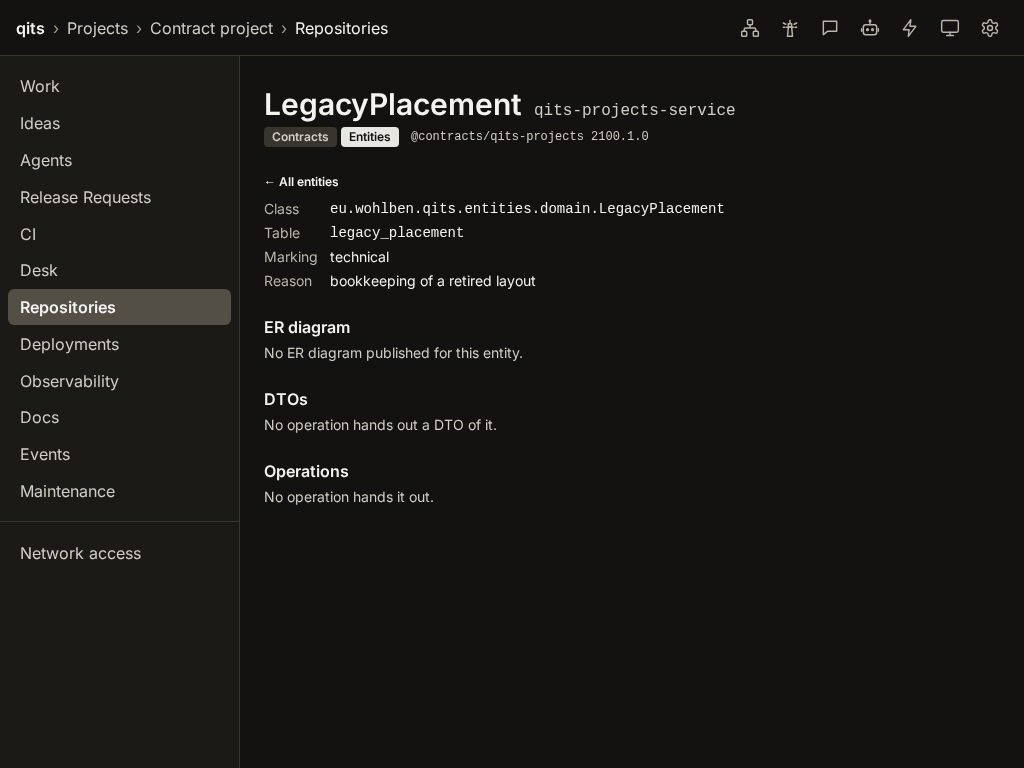 qits › Projects › Contract project › Repositories
Work
Ideas
Agents
Release Requests
CI
Desk
Repositories
Deployments
Observability
Docs
Events
Maintenance
Network access
LegacyPlacement qits-projects-service
Contracts Entities @contracts/qits-projects 2100.1.0
← All entities
Class eu.wohlben.qits.entities.domain.LegacyPlacement
Table legacy_placement
Marking technical
Reason bookkeeping of a retired layout
ER diagram
No ER diagram published for this entity.
DTOs
No operation hands out a DTO of it.
Operations
No operation hands it out.